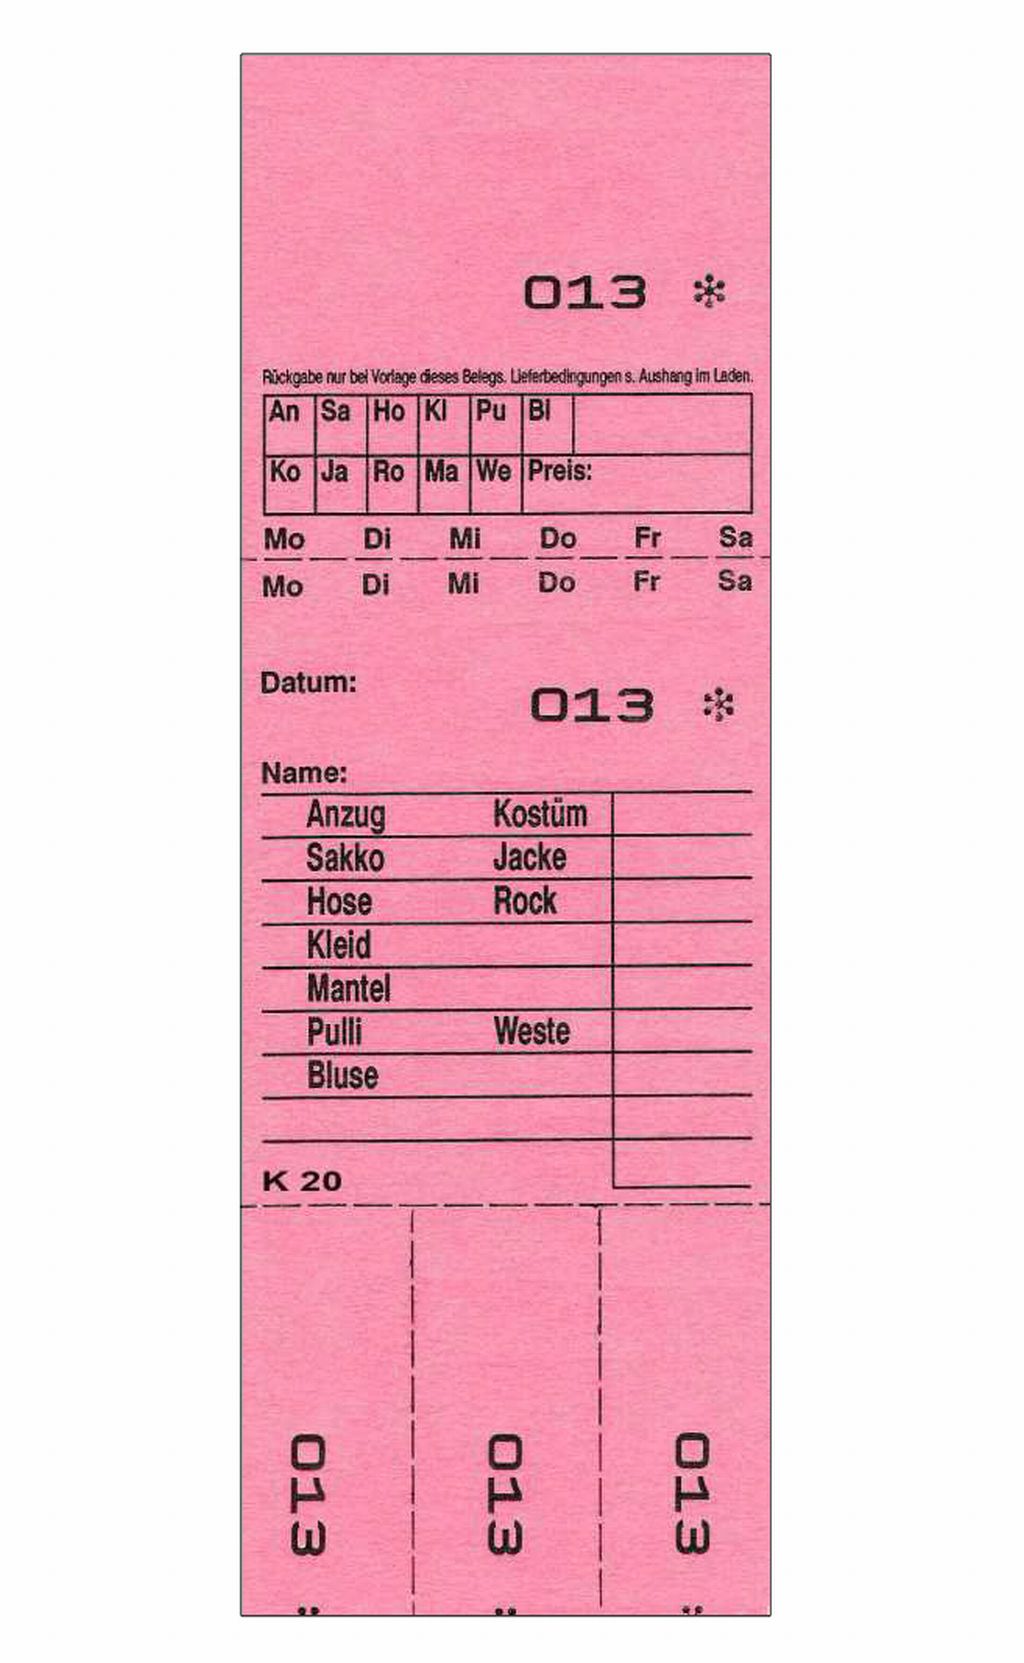 013 *
Rückgabe nur bei Vorlage dieses Belegs. Lieferbedingungen s. Aushang im Laden.
An Sa Ho Kl Pu Bl
Ko Ja Ro Ma We Preis:
Mo Di Mi Do Fr Sa
Mo Di Mi Do Fr Sa
Datum:
013 *
Name:
Anzug Kostüm
Sakko Jacke
Hose Rock
Kleid
Mantel
Pulli Weste
Bluse
K 20
013 013 013